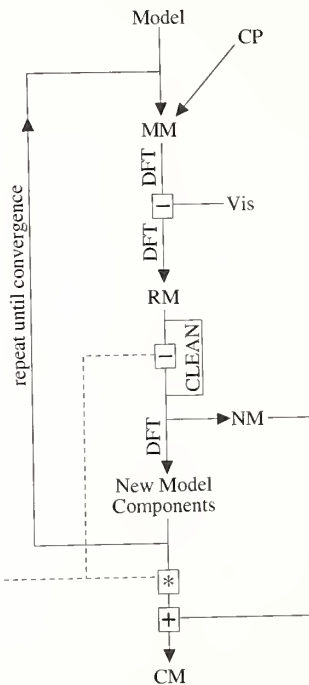 Model
CP
MM
DFT
−
Vis
DFT
RM
repeat until convergence
−
CLEAN
NM
DFT
New Model
Components
*
+
CM